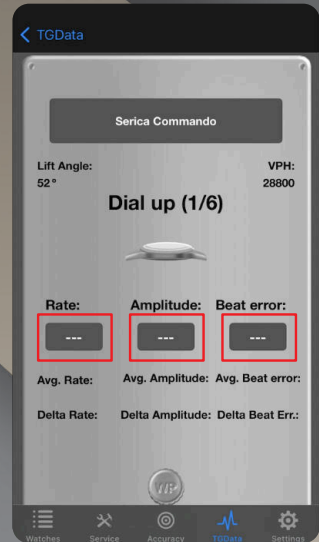 TGData
Serica Commando
Lift Angle: VPH:
52° 28800
Dial up (1/6)
Rate: Amplitude: Beat error:
--- --- ---
Avg. Rate: Avg. Amplitude: Avg. Beat error:
Delta Rate: Delta Amplitude: Delta Beat Err.:
WR
Watches Service Accuracy TGData Settings